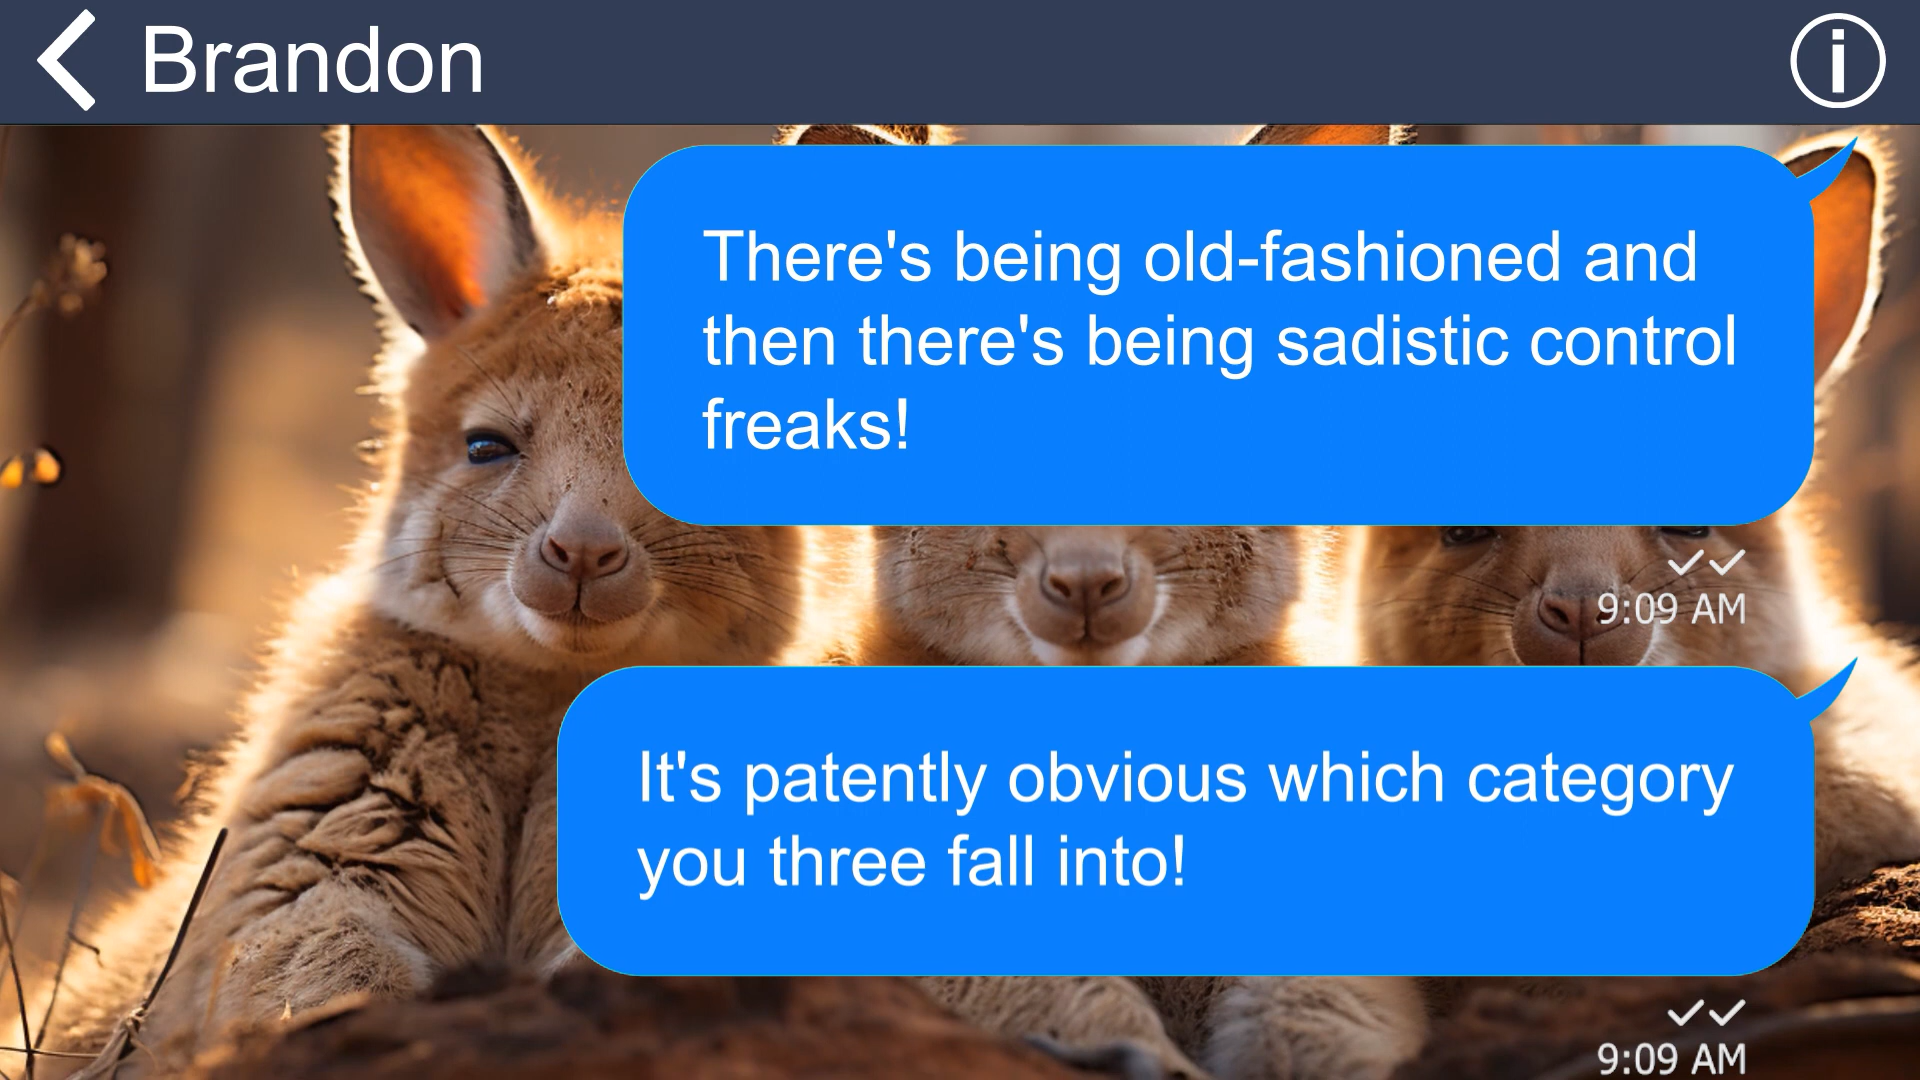 Brandon
There's being old-fashioned and
then there's being sadistic control
freaks!
9:09 AM
It's patently obvious which category
you three fall into!
9:09 AM